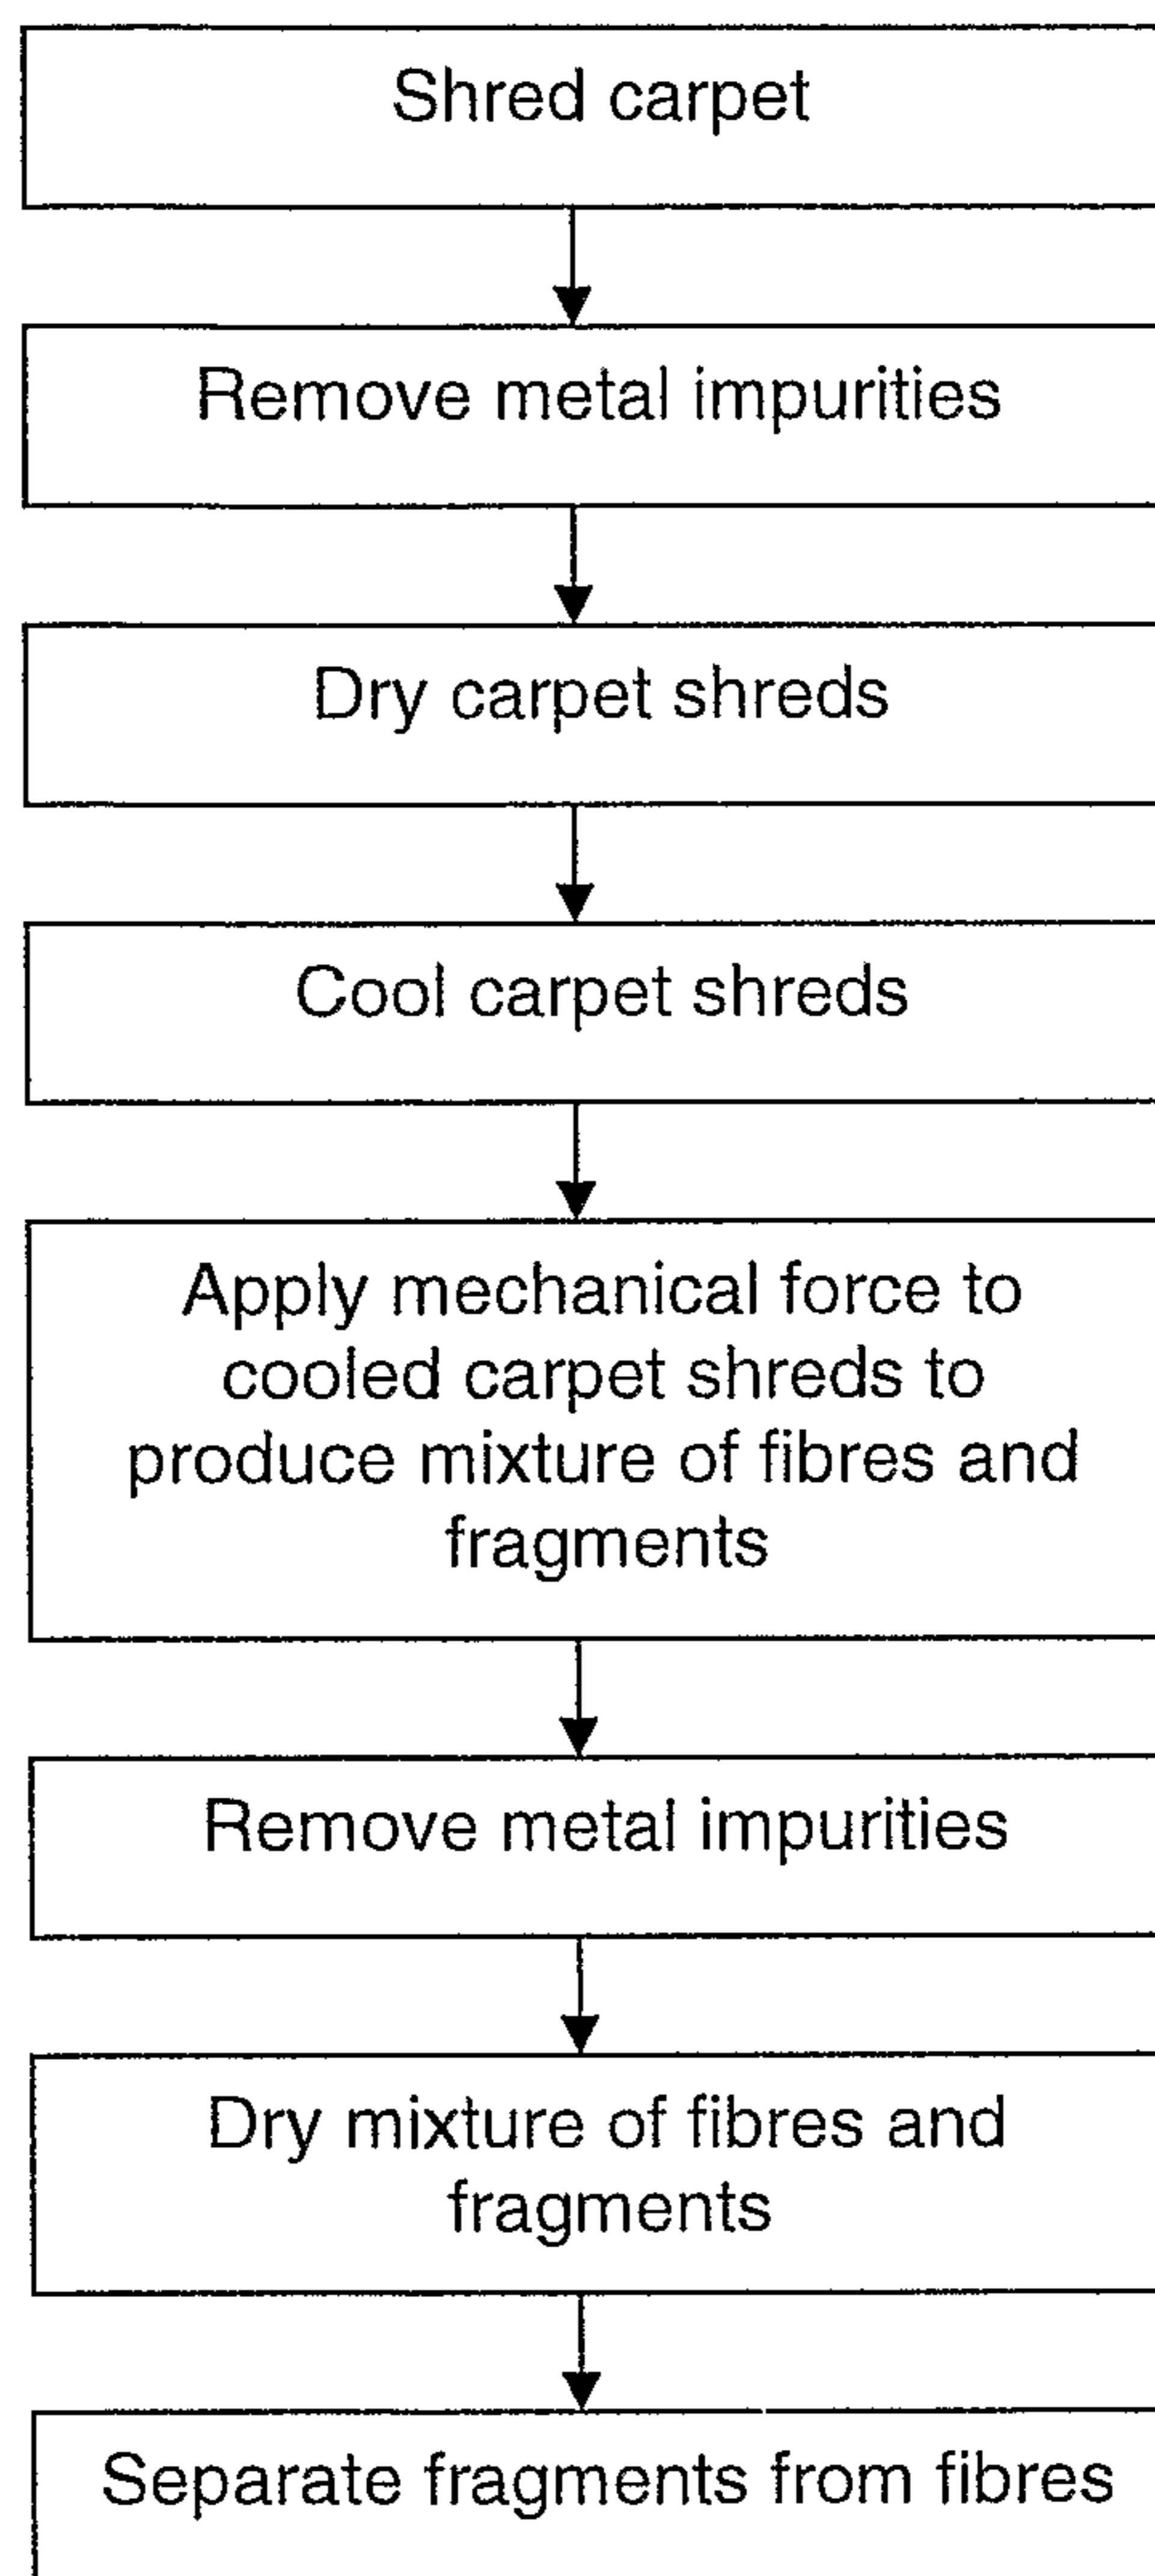 Shred carpet
Remove metal impurities
Dry carpet shreds
Cool carpet shreds
Apply mechanical force to
cooled carpet shreds to
produce mixture of fibres and
fragments
Remove metal impurities
Dry mixture of fibres and
fragments
Separate fragments from fibres